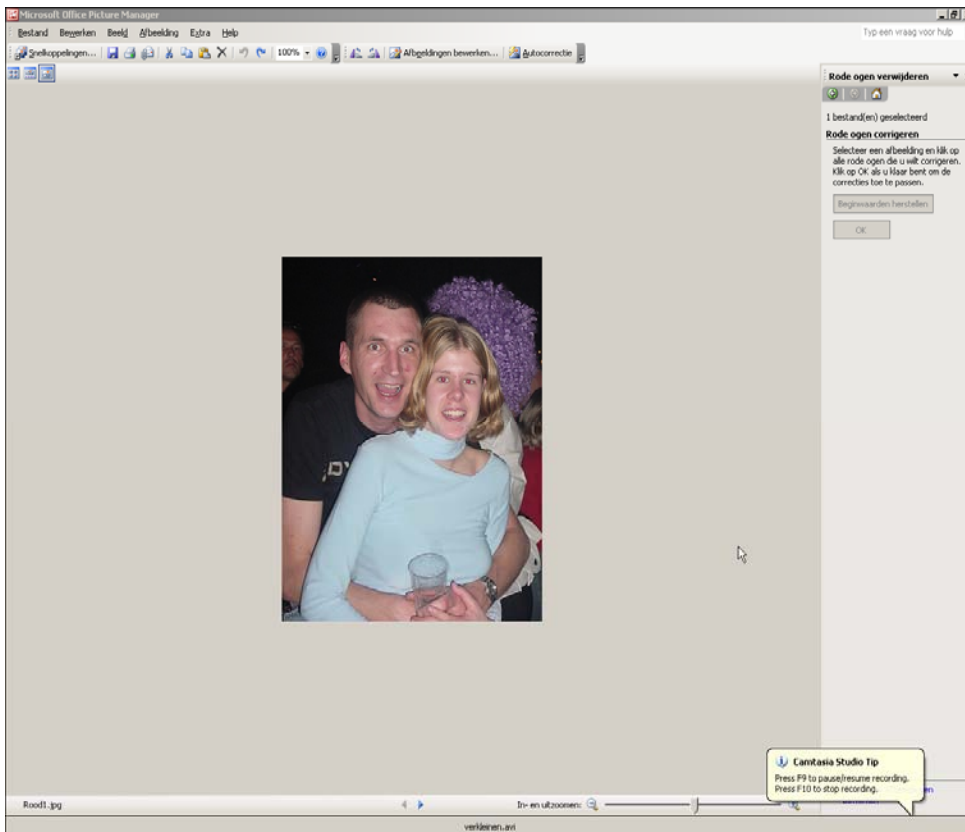 Microsoft Office Picture Manager
Bestand Bewerken Beeld Afbeelding Extra Help
Typ een vraag voor hulp
Snelkoppelingen... 100% Afbeeldingen bewerken... Autocorrectie
Rode ogen verwijderen
1 bestand(en) geselecteerd
Rode ogen corrigeren
Selecteer een afbeelding en klik op
alle rode ogen die u wilt corrigeren.
Klik op OK als u klaar bent om de
correcties toe te passen.
Beginwaarden herstellen
OK
Camtasia Studio Tip
Press F9 to pause/resume recording.
Press F10 to stop recording.
Rood1.jpg
In- en uitzoomen:
verkleinen.avi